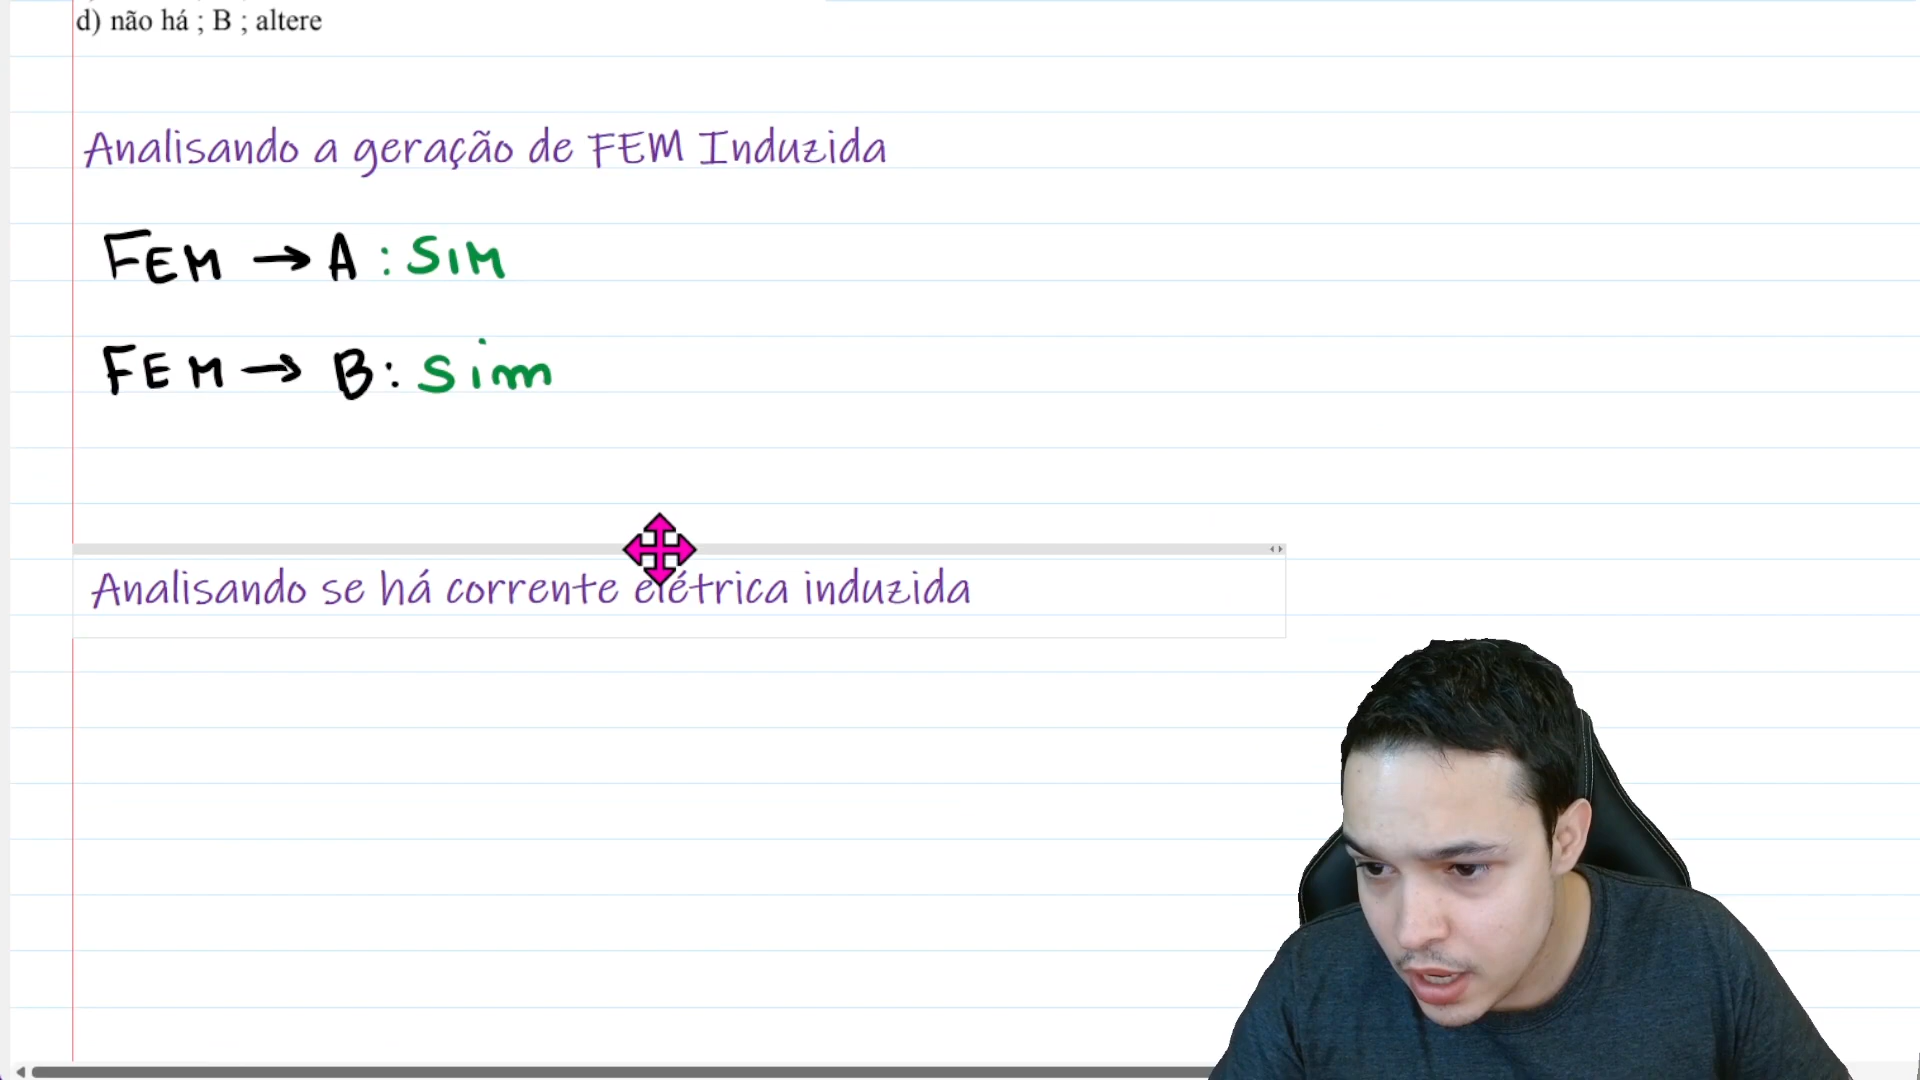 d) não há ; B ; altere
Analisando a geração de FEM Induzida
FEM → A : SIM
FEM → B : sim
Analisando se há corrente elétrica induzida